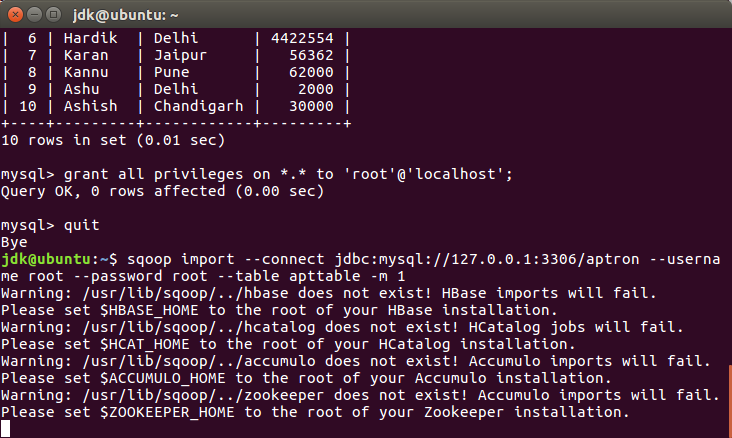 jdk@ubuntu: ~
|  6 | Hardik  | Delhi      | 4422554 |
|  7 | Karan   | Jaipur     |   56362 |
|  8 | Kannu   | Pune       |   62000 |
|  9 | Ashu    | Delhi      |    2000 |
| 10 | Ashish  | Chandigarh |   30000 |
+----+---------+------------+---------+
10 rows in set (0.01 sec)
mysql> grant all privileges on *.* to 'root'@'localhost';
Query OK, 0 rows affected (0.00 sec)
mysql> quit
Bye
jdk@ubuntu:~$ sqoop import --connect jdbc:mysql://127.0.0.1:3306/aptron --userna
me root --password root --table apttable -m 1
Warning: /usr/lib/sqoop/../hbase does not exist! HBase imports will fail.
Please set $HBASE_HOME to the root of your HBase installation.
Warning: /usr/lib/sqoop/../hcatalog does not exist! HCatalog jobs will fail.
Please set $HCAT_HOME to the root of your HCatalog installation.
Warning: /usr/lib/sqoop/../accumulo does not exist! Accumulo imports will fail.
Please set $ACCUMULO_HOME to the root of your Accumulo installation.
Warning: /usr/lib/sqoop/../zookeeper does not exist! Accumulo imports will fail.
Please set $ZOOKEEPER_HOME to the root of your Zookeeper installation.